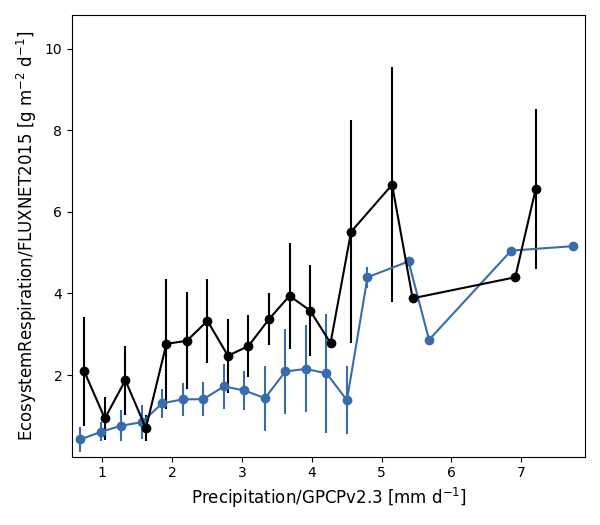 10
8
6
4
2
EcosystemRespiration/FLUXNET2015 [g m⁻² d⁻¹]
1 2 3 4 5 6 7
Precipitation/GPCPv2.3 [mm d⁻¹]